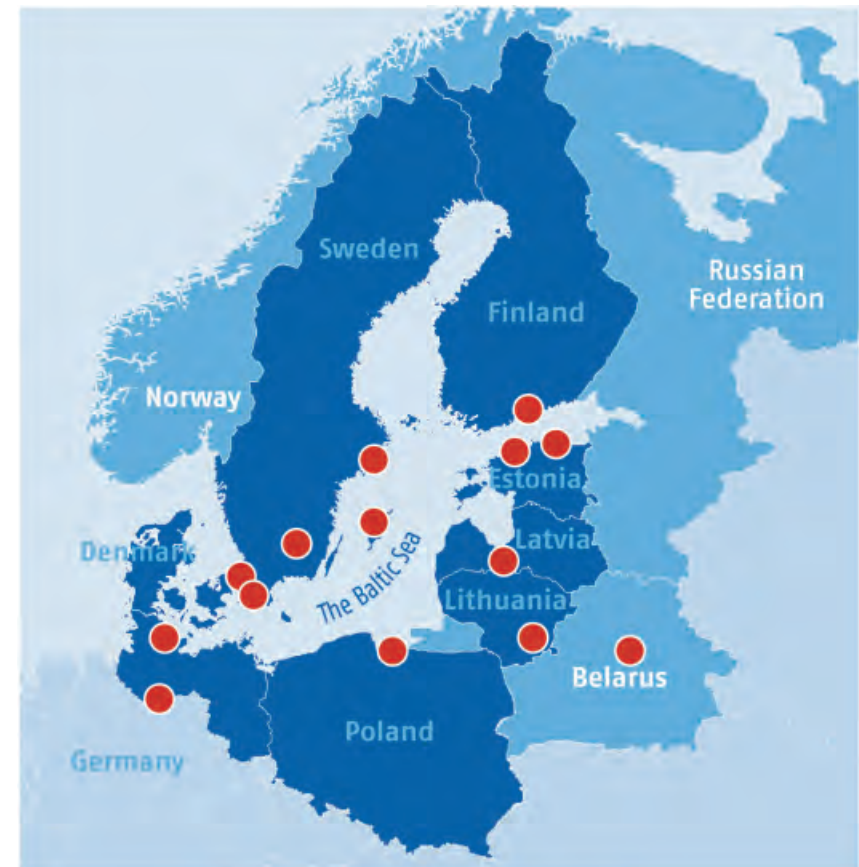 Sweden
Russian
Federation
Finland
Norway
Estonia
Denmark
Latvia
The Baltic Sea
Lithuania
Belarus
Poland
Germany